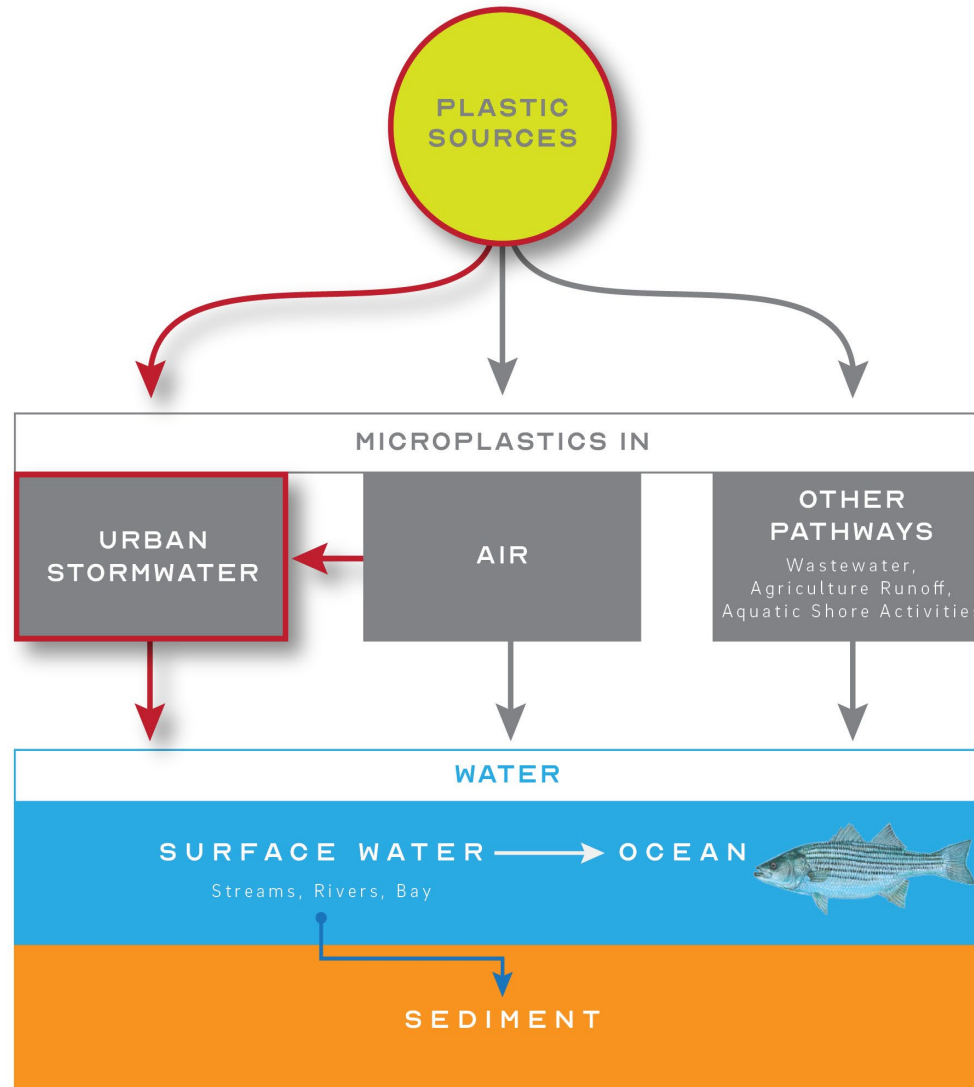 PLASTIC
SOURCES
MICROPLASTICS IN
URBAN
STORMWATER
AIR
OTHER
PATHWAYS
Wastewater,
Agriculture Runoff,
Aquatic Shore Activitie
WATER
SURFACE WATER
OCEAN
Streams, Rivers, Bay
SEDIMENT